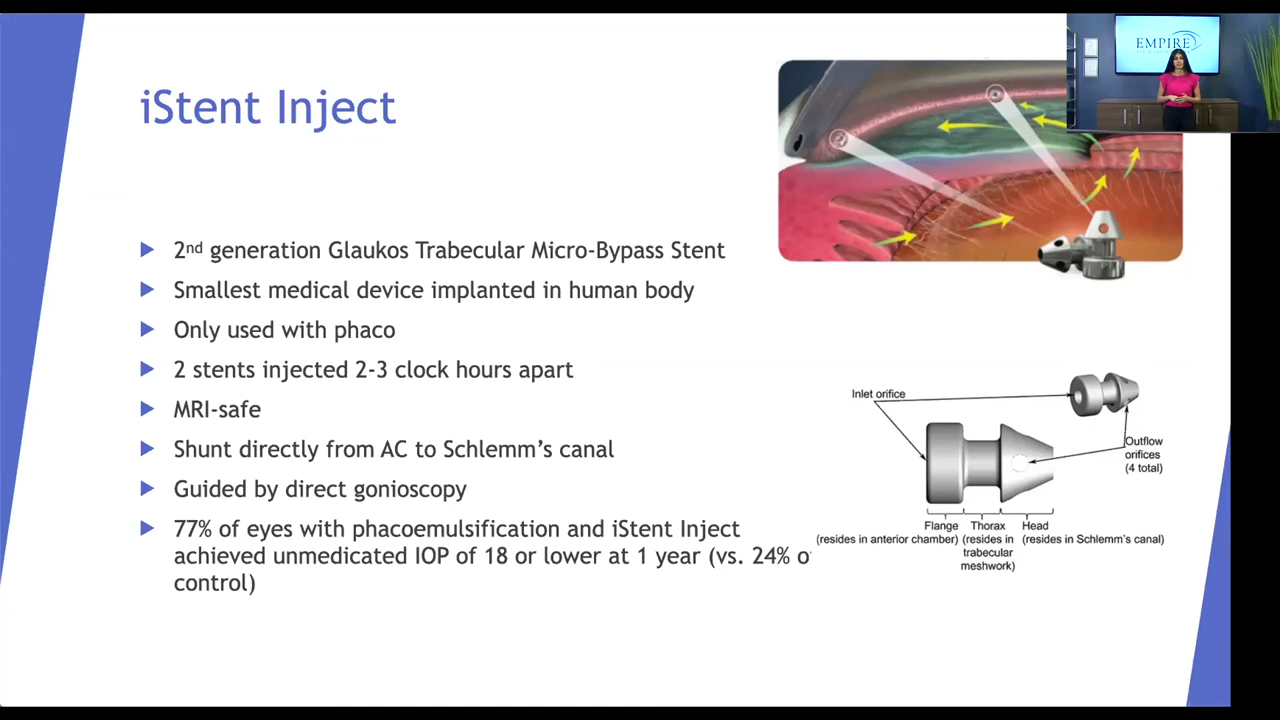 EMPIRE
iStent Inject
2nd generation Glaukos Trabecular Micro-Bypass Stent
Smallest medical device implanted in human body
Only used with phaco
2 stents injected 2-3 clock hours apart
MRI-safe
Shunt directly from AC to Schlemm's canal
Guided by direct gonioscopy
77% of eyes with phacoemulsification and iStent Inject
achieved unmedicated IOP of 18 or lower at 1 year (vs. 24%
control)
Inlet orifice
Outflow
orifices
(4 total)
Flange
(resides in anterior chamber)
Thorax
(resides in
trabecular
meshwork)
Head
(resides in Schlemm's canal)